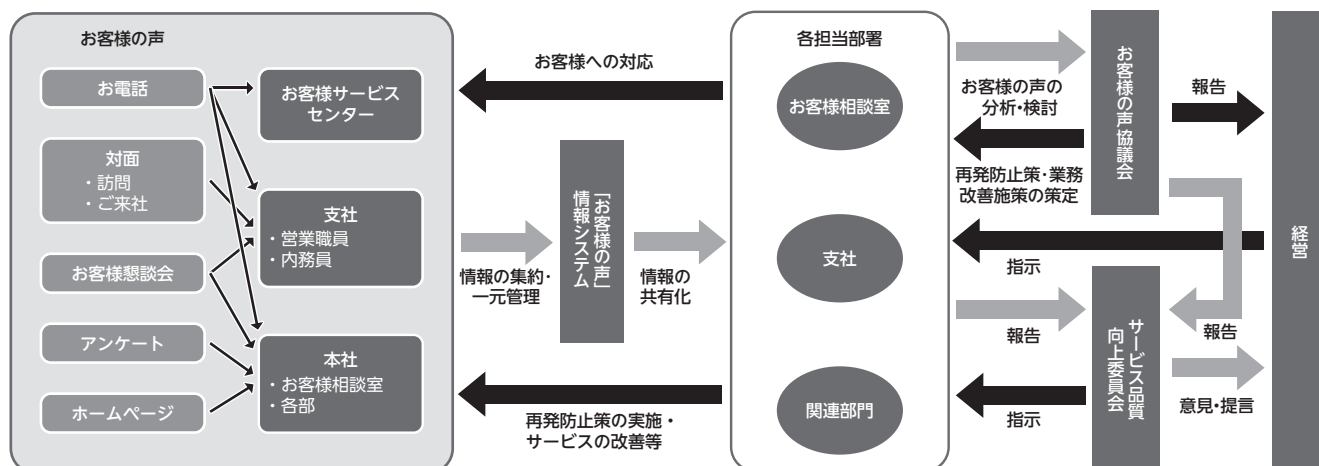 お客様の声
お電話
対面
・訪問
・ご来社
お客様懇談会
アンケート
ホームページ
お客様サービス
センター
支社
・営業職員
・内務員
本社
・お客様相談室
・各部
お客様への対応
情報の集約・
一元管理
「お客様の声」
情報システム
情報の
共有化
再発防止策の実施・
サービスの改善等
各担当部署
お客様相談室
支社
関連部門
お客様の声の
分析・検討
再発防止策・業務
改善施策の策定
指示
報告
指示
お客様の声協議会
サービス品質
向上委員会
報告
報告
意見・提言
経営